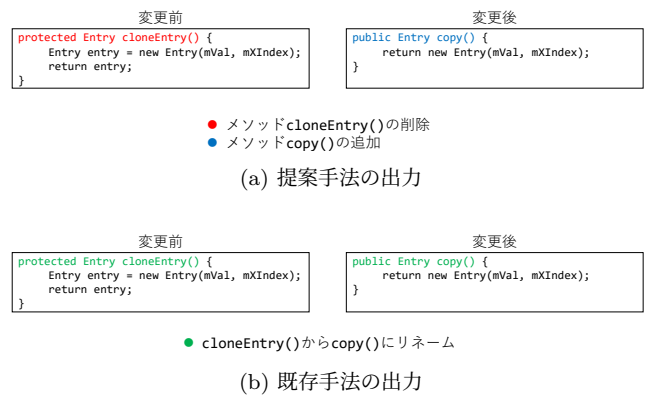 変更前
変更後
protected Entry cloneEntry() {
    Entry entry = new Entry(mVal, mXIndex);
    return entry;
}
public Entry copy() {
    return new Entry(mVal, mXIndex);
}
● メソッドcloneEntry()の削除
● メソッドcopy()の追加
(a) 提案手法の出力
変更前
変更後
protected Entry cloneEntry() {
    Entry entry = new Entry(mVal, mXIndex);
    return entry;
}
public Entry copy() {
    return new Entry(mVal, mXIndex);
}
● cloneEntry()からcopy()にリネーム
(b) 既存手法の出力